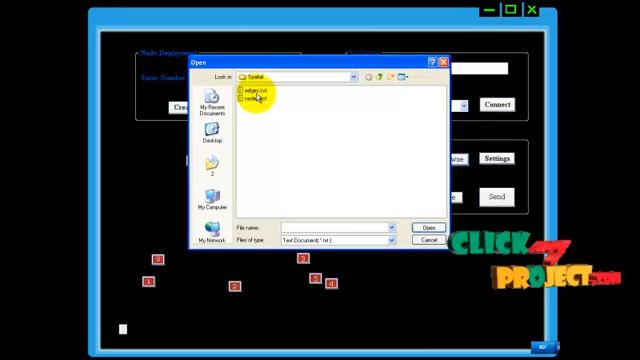 Node Deployment
Enter Number
Open
Look in:
Spatial
edges.txt
My Recent Documents
Desktop
2
My Computer
My Network
File name:
Open
Files of type:
Text Document(*.txt)
Cancel
Connect
Settings
Send
CLICK MY
PROJECT.COM
3
5
4
2